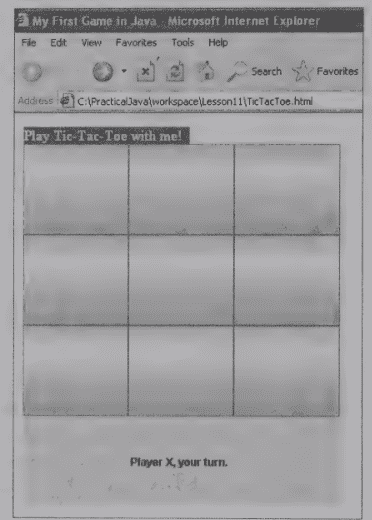 My First Game in Java - Microsoft Internet Explorer
File Edit View Favorites Tools Help
Search Favorites
Address C:\PracticalJava\workspace\Lesson11\TicTacToe.html
Play Tic-Tac-Toe with me!
Player X, your turn.